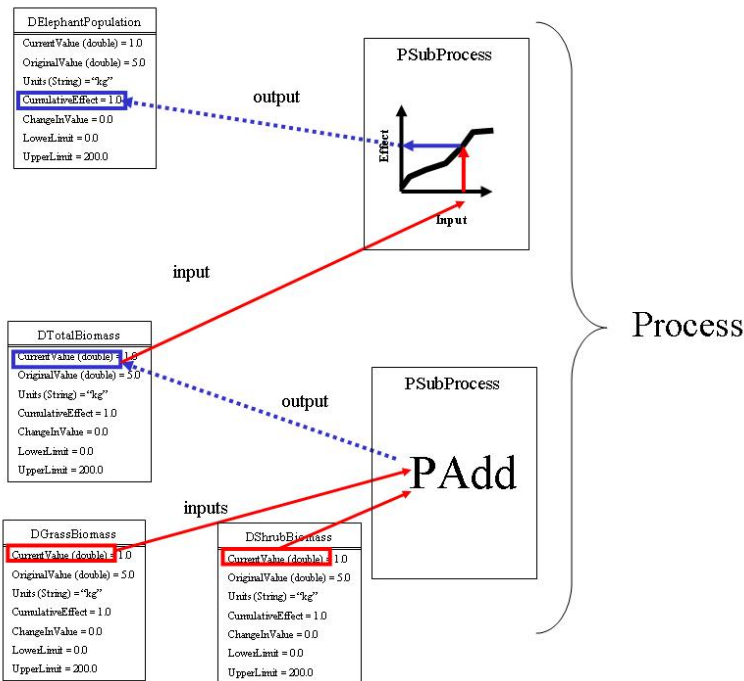 DElephantPopulation
CurrentValue (double) = 1.0
OriginalValue (double) = 5.0
Units (String) = “kg”
CumulativeEffect = 1.0
ChangeInValue = 0.0
LowerLimit = 0.0
UpperLimit = 200.0
output
PSubProcess
Effect
Input
input
Process
DTotalBiomass
CurrentValue (double) = 1.0
OriginalValue (double) = 5.0
Units (String) = “kg”
CumulativeEffect = 1.0
ChangeInValue = 0.0
LowerLimit = 0.0
UpperLimit = 200.0
output
PSubProcess
PAdd
inputs
DGrassBiomass
CurrentValue (double) = 1.0
OriginalValue (double) = 5.0
Units (String) = “kg”
CumulativeEffect = 1.0
ChangeInValue = 0.0
LowerLimit = 0.0
UpperLimit = 200.0
DShrubBiomass
CurrentValue (double) = 1.0
OriginalValue (double) = 5.0
Units (String) = “kg”
CumulativeEffect = 1.0
ChangeInValue = 0.0
LowerLimit = 0.0
UpperLimit = 200.0